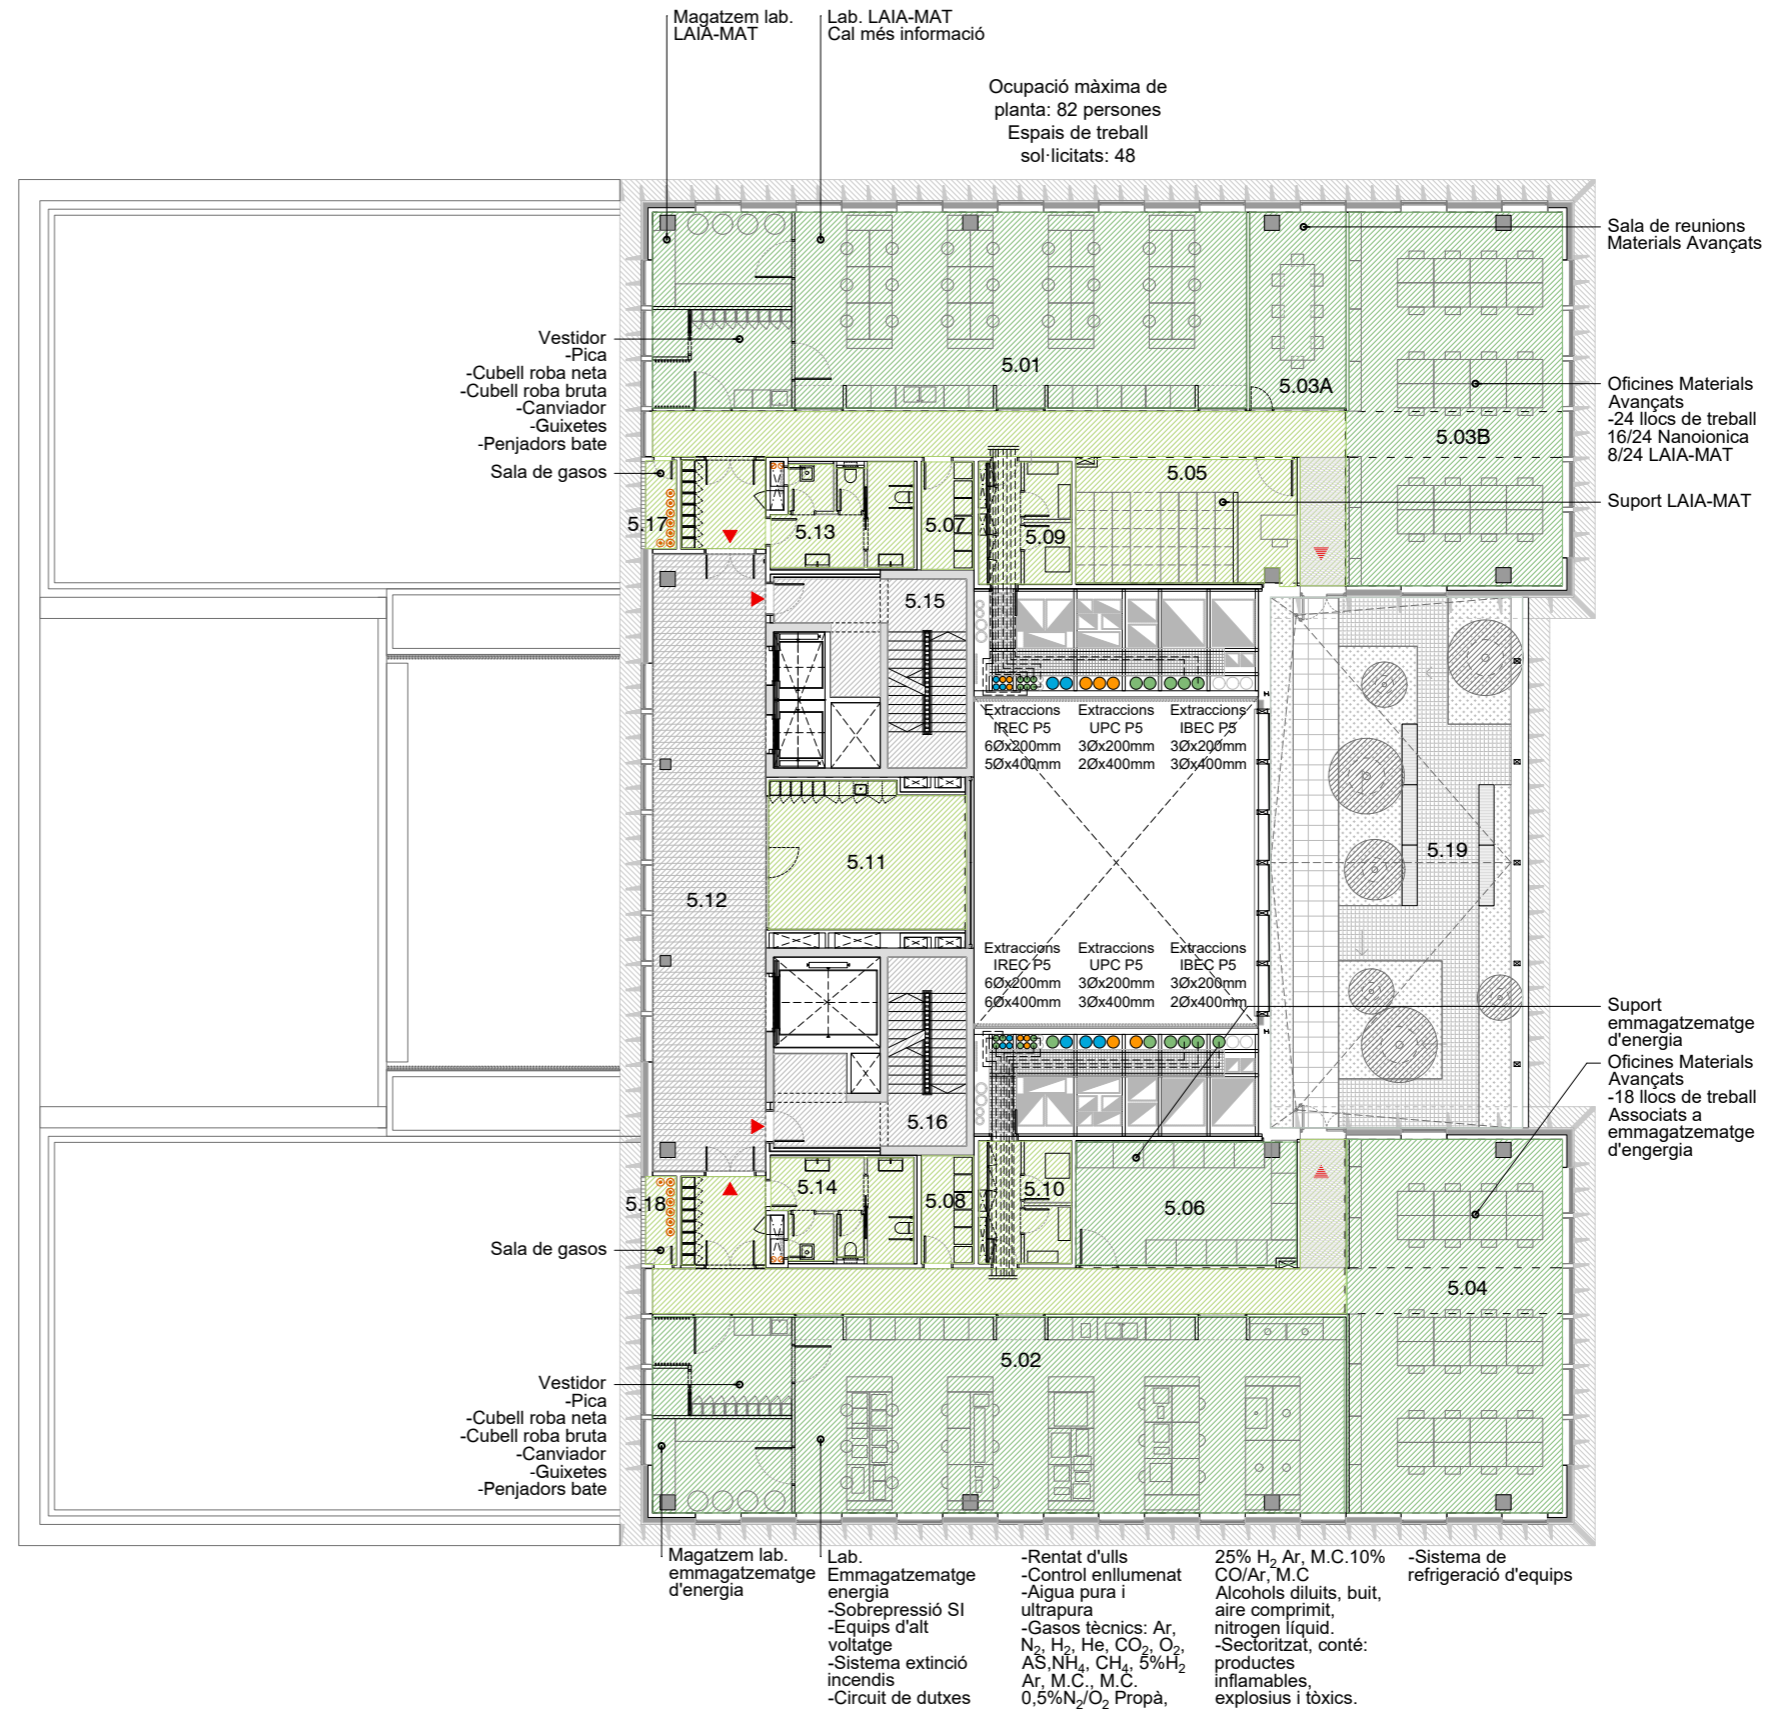 Magatzem lab.
LAIA-MAT
Lab. LAIA-MAT
Cal més informació
Ocupació màxima de
planta: 82 persones
Espais de treball
sol·licitats: 48
Sala de reunions
Materials Avançats
Vestidor
-Pica
-Cubell roba neta
-Cubell roba bruta
-Canviador
-Guixetes
-Penjadors bate
Sala de gasos
5.01
5.03A
5.03B
Oficines Materials
Avançats
-24 llocs de treball
16/24 Nanoionica
8/24 LAIA-MAT
Suport LAIA-MAT
5.17
5.13
5.07
5.09
5.05
5.15
Extraccions
IREC P5
6Øx200mm
5Øx400mm
Extraccions
UPC P5
3Øx200mm
2Øx400mm
Extraccions
IBEC P5
3Øx200mm
3Øx400mm
5.11
5.12
5.19
Extraccions
IREC P5
6Øx200mm
6Øx400mm
Extraccions
UPC P5
3Øx200mm
3Øx400mm
Extraccions
IBEC P5
3Øx200mm
2Øx400mm
Suport
emmagatzematge
d'energia
Oficines Materials
Avançats
-18 llocs de treball
Associats a
emmagatzematge
d'engergia
5.16
5.18
5.14
5.08
5.10
5.06
5.04
Sala de gasos
5.02
Vestidor
-Pica
-Cubell roba neta
-Cubell roba bruta
-Canviador
-Guixetes
-Penjadors bate
Magatzem lab.
emmagatzematge
d'energia
Lab.
Emmagatzematge
energia
-Sobrepressió SI
-Equips d'alt
voltatge
-Sistema extinció
incendis
-Circuit de dutxes
-Rentat d'ulls
-Control enllumenat
-Aigua pura i
ultrapura
-Gasos tècnics: Ar,
N₂, H₂, He, CO₂, O₂,
AS,NH₄, CH₄, 5%H₂
Ar, M.C., M.C.
0,5%N₂/O₂ Propà,
25% H₂ Ar, M.C.10%
CO/Ar, M.C
Alcohols diluits, buit,
aire comprimit,
nitrogen líquid.
-Sectoritzat, conté:
productes
inflamables,
explosius i tòxics.
-Sistema de
refrigeració d'equips